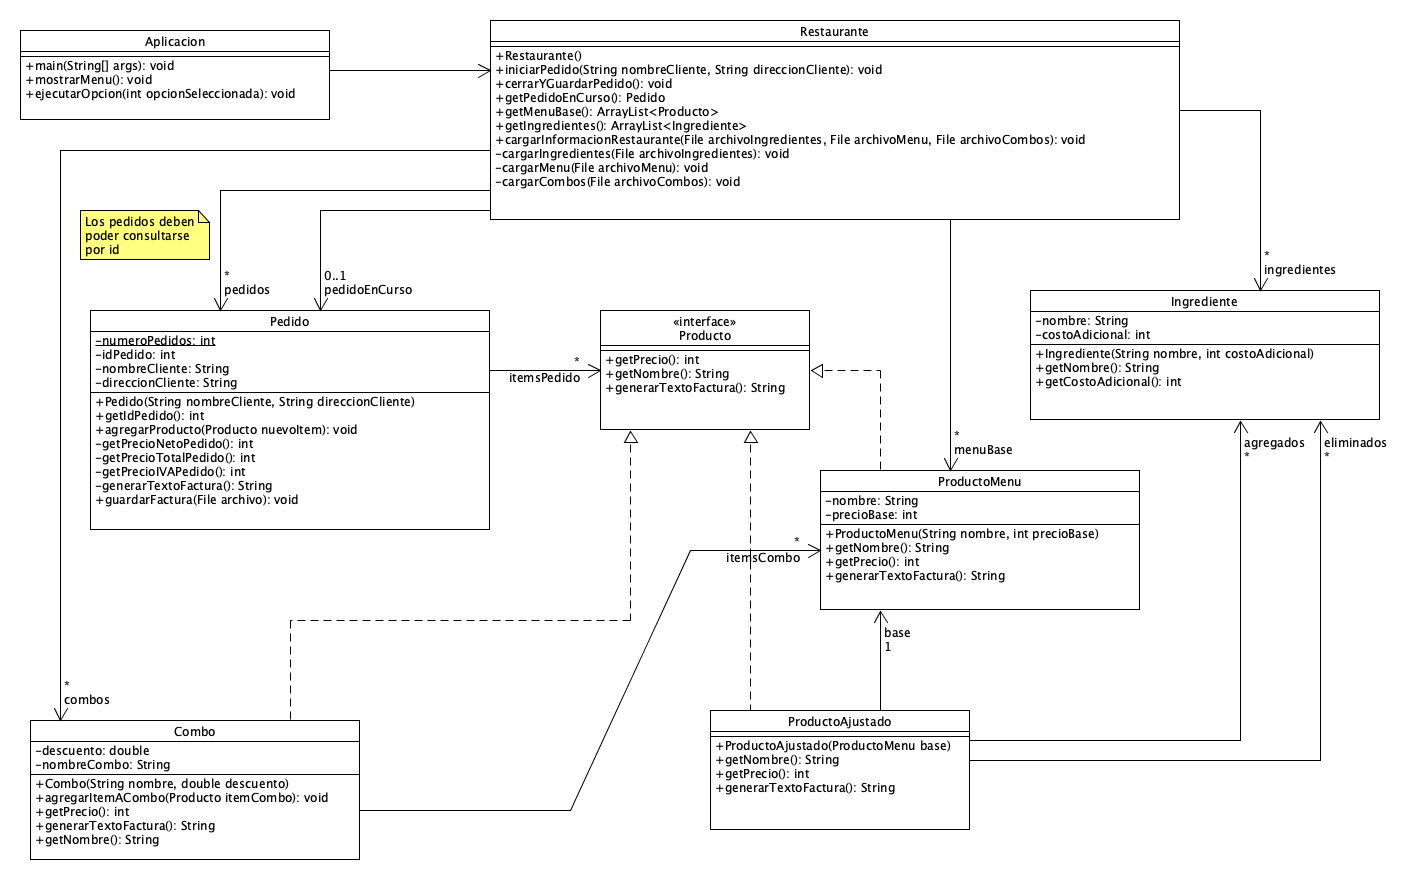 Aplicacion
+main(String[] args): void
+mostrarMenu(): void
+ejecutarOpcion(int opcionSeleccionada): void
Restaurante
+Restaurante()
+iniciarPedido(String nombreCliente, String direccionCliente): void
+cerrarYGuardarPedido(): void
+getPedidoEnCurso(): Pedido
+getMenuBase(): ArrayList<Producto>
+getIngredientes(): ArrayList<Ingrediente>
+cargarInformacionRestaurante(File archivoIngredientes, File archivoMenu, File archivoCombos): void
-cargarIngredientes(File archivoIngredientes): void
-cargarMenu(File archivoMenu): void
-cargarCombos(File archivoCombos): void
Los pedidos deben
poder consultarse
por id
*
pedidos
0..1
pedidoEnCurso
*
ingredientes
Pedido
-numeroPedidos: int
-idPedido: int
-nombreCliente: String
-direccionCliente: String
+Pedido(String nombreCliente, String direccionCliente)
+getIdPedido(): int
+agregarProducto(Producto nuevoItem): void
-getPrecioNetoPedido(): int
-getPrecioTotalPedido(): int
-getPrecioIVAPedido(): int
-generarTextoFactura(): String
+guardarFactura(File archivo): void
*
itemsPedido
«interface»
Producto
+getPrecio(): int
+getNombre(): String
+generarTextoFactura(): String
Ingrediente
-nombre: String
-costoAdicional: int
+Ingrediente(String nombre, int costoAdicional)
+getNombre(): String
+getCostoAdicional(): int
*
menuBase
agregados
*
eliminados
*
ProductoMenu
-nombre: String
-precioBase: int
+ProductoMenu(String nombre, int precioBase)
+getNombre(): String
+getPrecio(): int
+generarTextoFactura(): String
*
itemsCombo
base
1
*
combos
Combo
-descuento: double
-nombreCombo: String
+Combo(String nombre, double descuento)
+agregarItemACombo(Producto itemCombo): void
+getPrecio(): int
+generarTextoFactura(): String
+getNombre(): String
ProductoAjustado
+ProductoAjustado(ProductoMenu base)
+getNombre(): String
+getPrecio(): int
+generarTextoFactura(): String